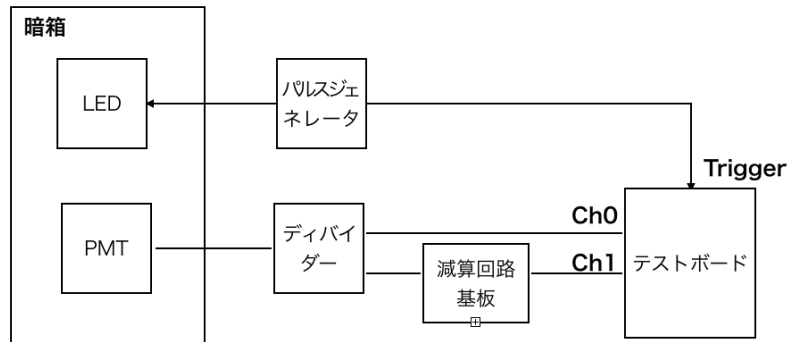 暗箱
LED
パルスジェ
ネレータ
Trigger
PMT
ディバイ
ダー
Ch0
Ch1
減算回路
基板
テストボード